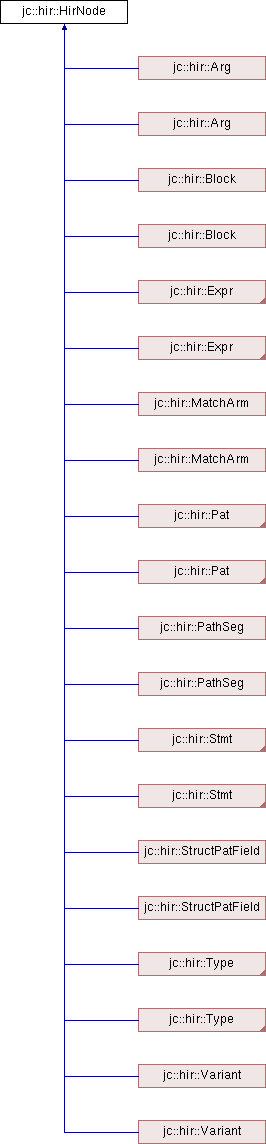 jc::hir::HirNode
jc::hir::Arg
jc::hir::Arg
jc::hir::Block
jc::hir::Block
jc::hir::Expr
jc::hir::Expr
jc::hir::MatchArm
jc::hir::MatchArm
jc::hir::Pat
jc::hir::Pat
jc::hir::PathSeg
jc::hir::PathSeg
jc::hir::Stmt
jc::hir::Stmt
jc::hir::StructPatField
jc::hir::StructPatField
jc::hir::Type
jc::hir::Type
jc::hir::Variant
jc::hir::Variant